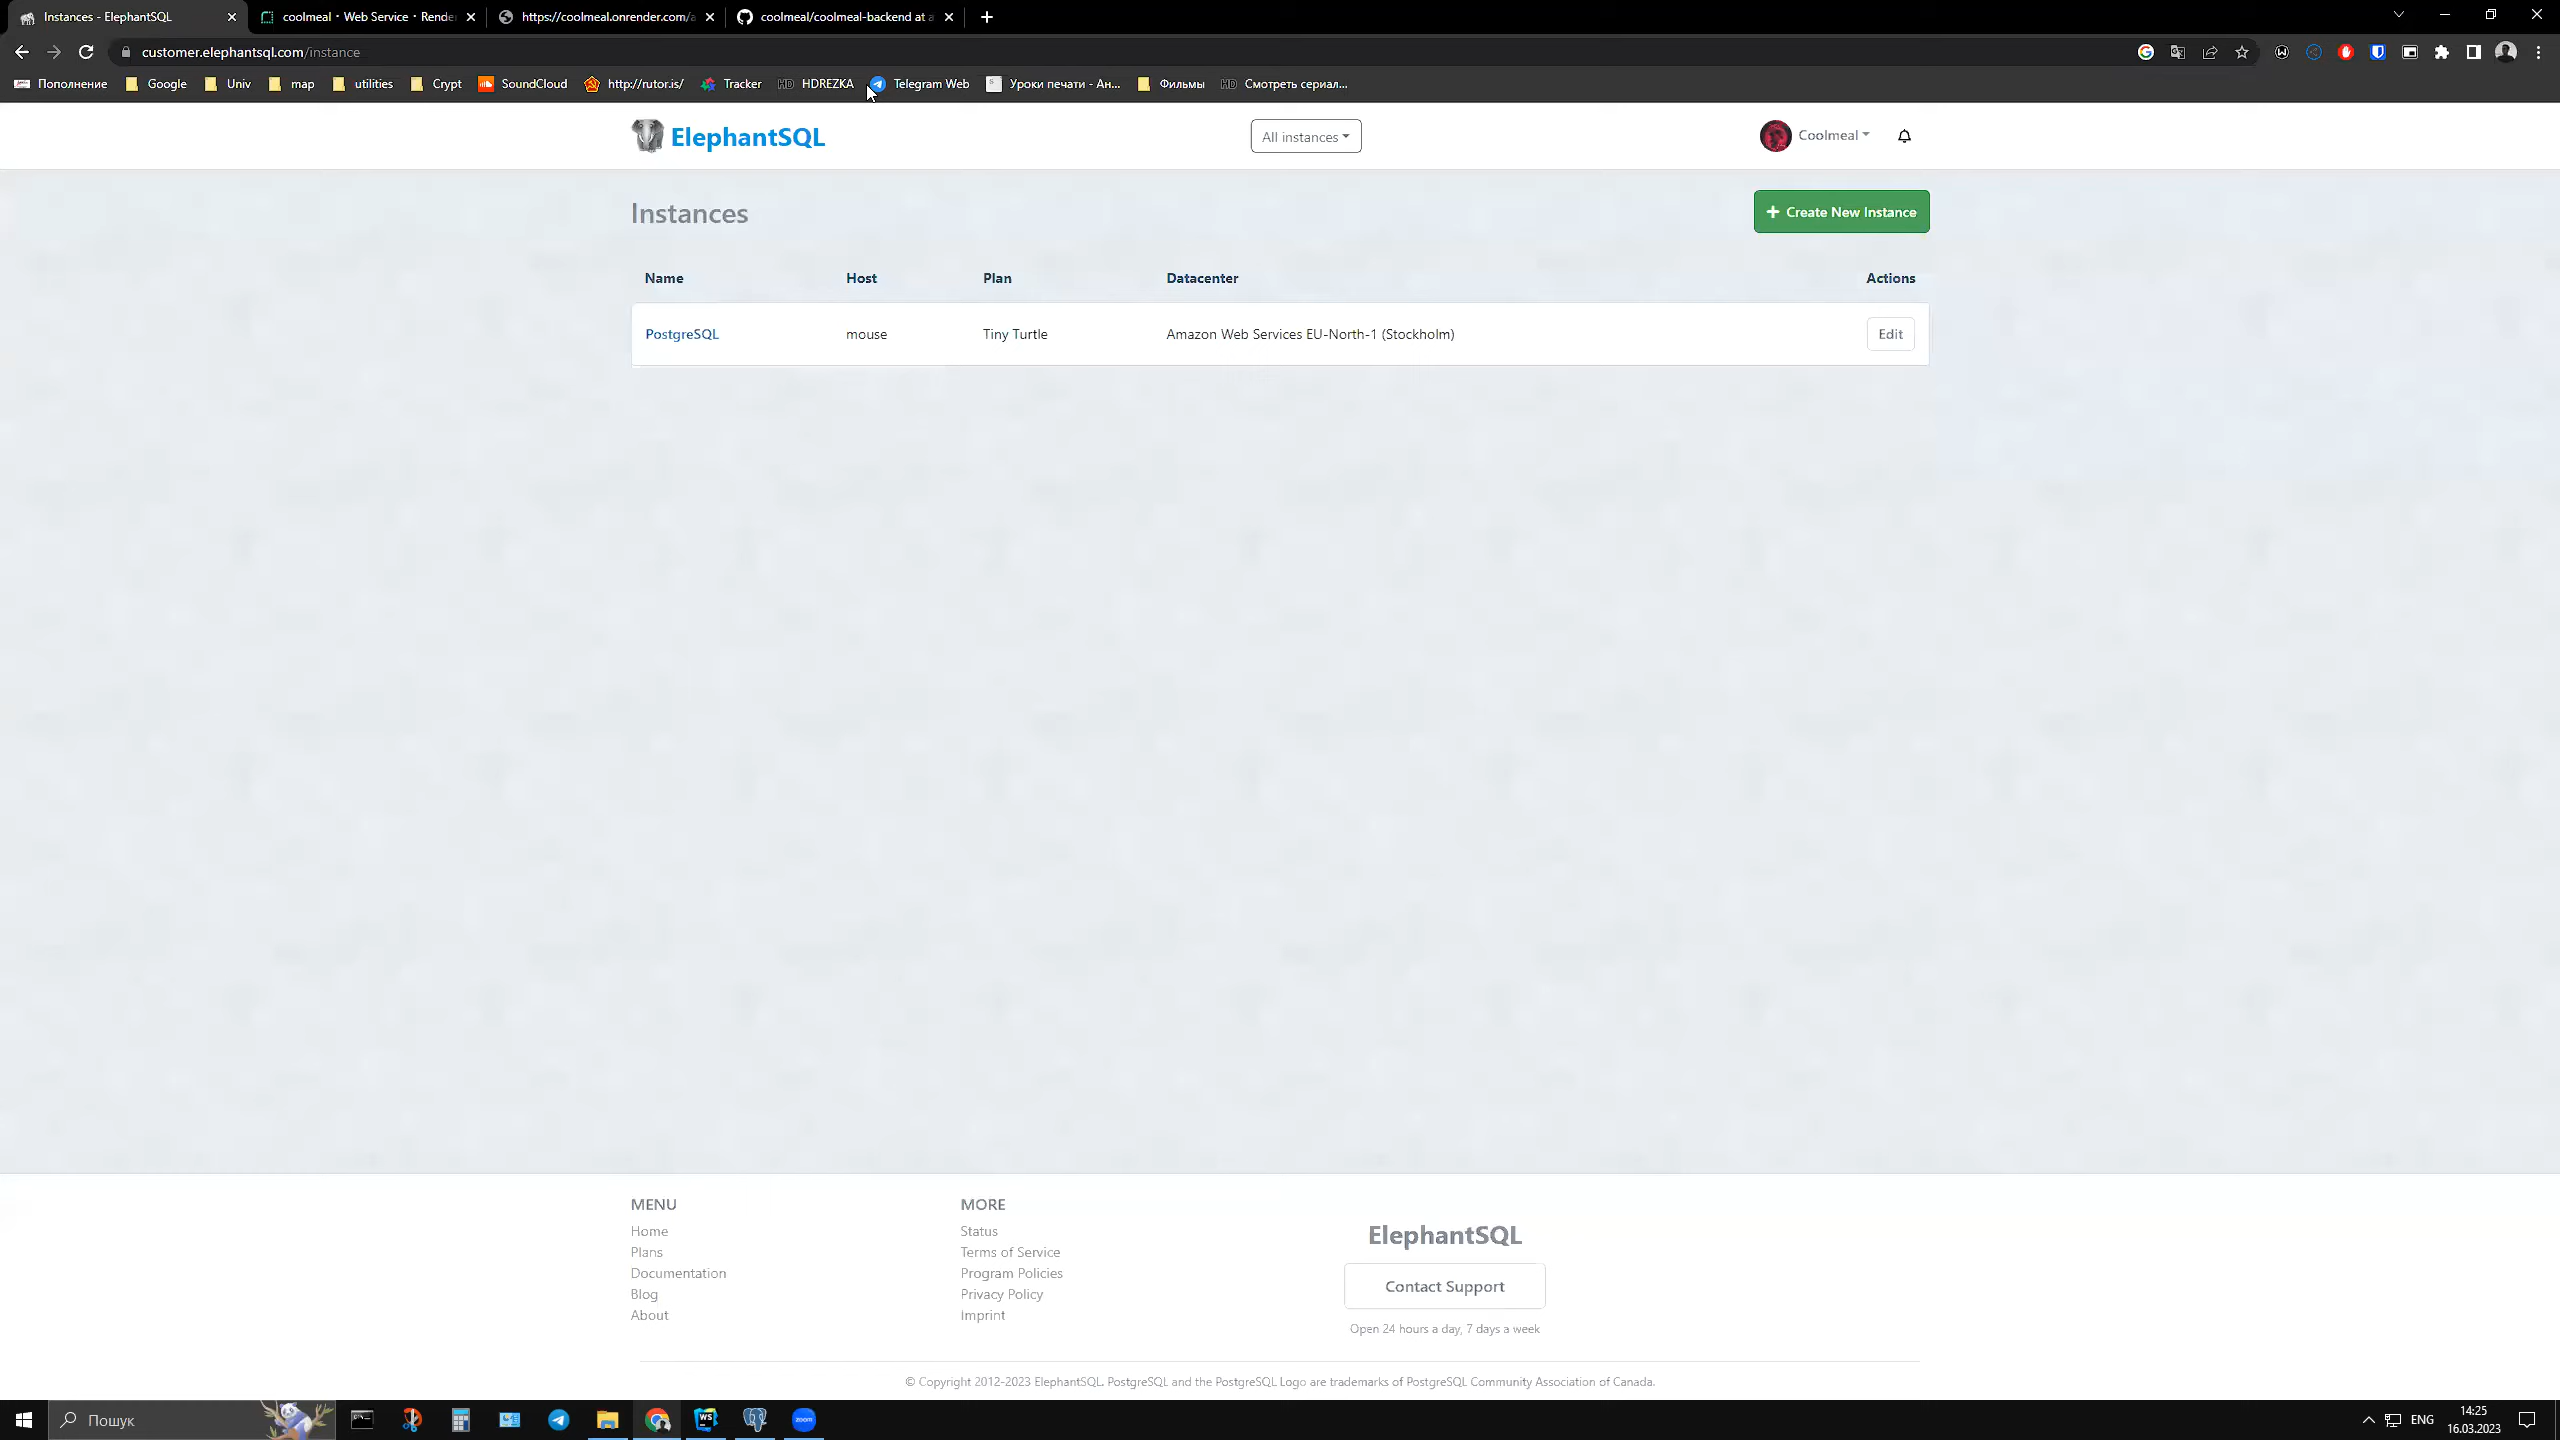 Instances - ElephantSQL
coolmeal · Web Service · Rende
https://coolmeal.onrender.com/a
coolmeal/coolmeal-backend at a
customer.elephantsql.com/instance
Пополнение
Google
Univ
map
utilities
Crypt
SoundCloud
http://rutor.is/
Tracker
HD HDREZKA
Telegram Web
Уроки печати - Ан...
Фильмы
HD Смотреть сериал...
ElephantSQL
All instances
Coolmeal
Instances
+ Create New Instance
Name Host Plan Datacenter Actions
PostgreSQL mouse Tiny Turtle Amazon Web Services EU-North-1 (Stockholm) Edit
MENU
Home
Plans
Documentation
Blog
About
MORE
Status
Terms of Service
Program Policies
Privacy Policy
Imprint
ElephantSQL
Contact Support
Open 24 hours a day, 7 days a week
© Copyright 2012-2023 ElephantSQL. PostgreSQL and the PostgreSQL Logo are trademarks of PostgreSQL Community Association of Canada.
Пошук
WS
zoom
ENG
14:25
16.03.2023